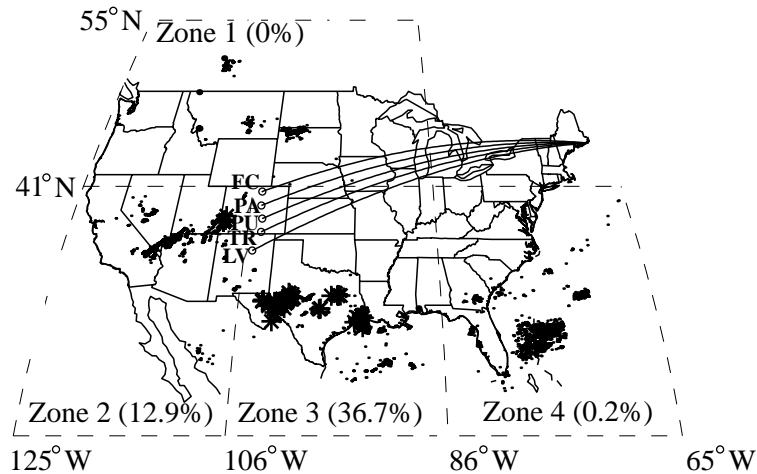 55°N
Zone 1 (0%)
41°N
FC
PA
PU
TR
LV
Zone 2 (12.9%)
Zone 3 (36.7%)
Zone 4 (0.2%)
125°W
106°W
86°W
65°W